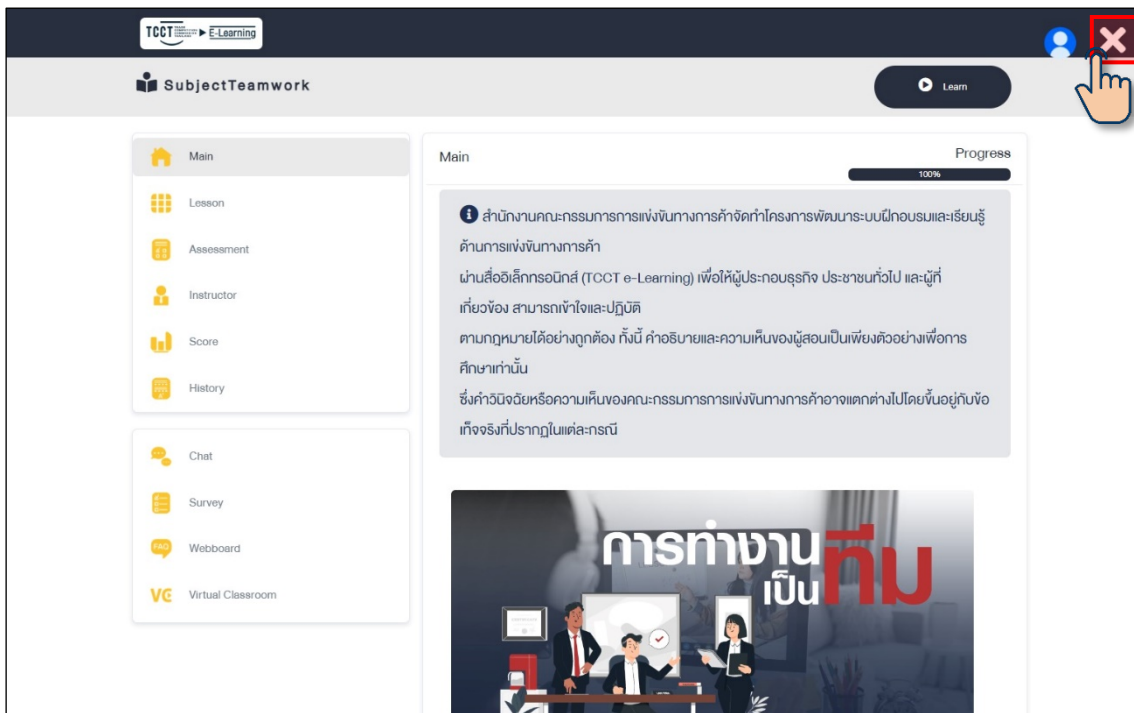 TCCT
E-Learning
SubjectTeamwork
Learn
Main
Lesson
Assessment
Instructor
Score
History
Chat
Survey
FAQ
Webboard
VC
Virtual Classroom
Main
Progress
100%
สำนักงานคณะกรรมการการแข่งขันทางการค้าจัดทำโครงการพัฒนาระบบฝึกอบรมและเรียนรู้
ด้านการแข่งขันทางการค้า
ผ่านสื่ออิเล็กทรอนิกส์ (TCCT e-Learning) เพื่อให้ผู้ประกอบธุรกิจ ประชาชนทั่วไป และผู้ที่
เกี่ยวข้อง สามารถเข้าใจและปฏิบัติ
ตามกฎหมายได้อย่างถูกต้อง ทั้งนี้ คำอธิบายและความเห็นของผู้สอนเป็นเพียงตัวอย่างเพื่อการ
ศึกษาเท่านั้น
ซึ่งคำวินิจฉัยหรือความเห็นของคณะกรรมการการแข่งขันทางการค้าอาจแตกต่างไปโดยขึ้นอยู่กับข้อ
เท็จจริงที่ปรากฏในแต่ละกรณี
การทำงาน
เป็นทีม